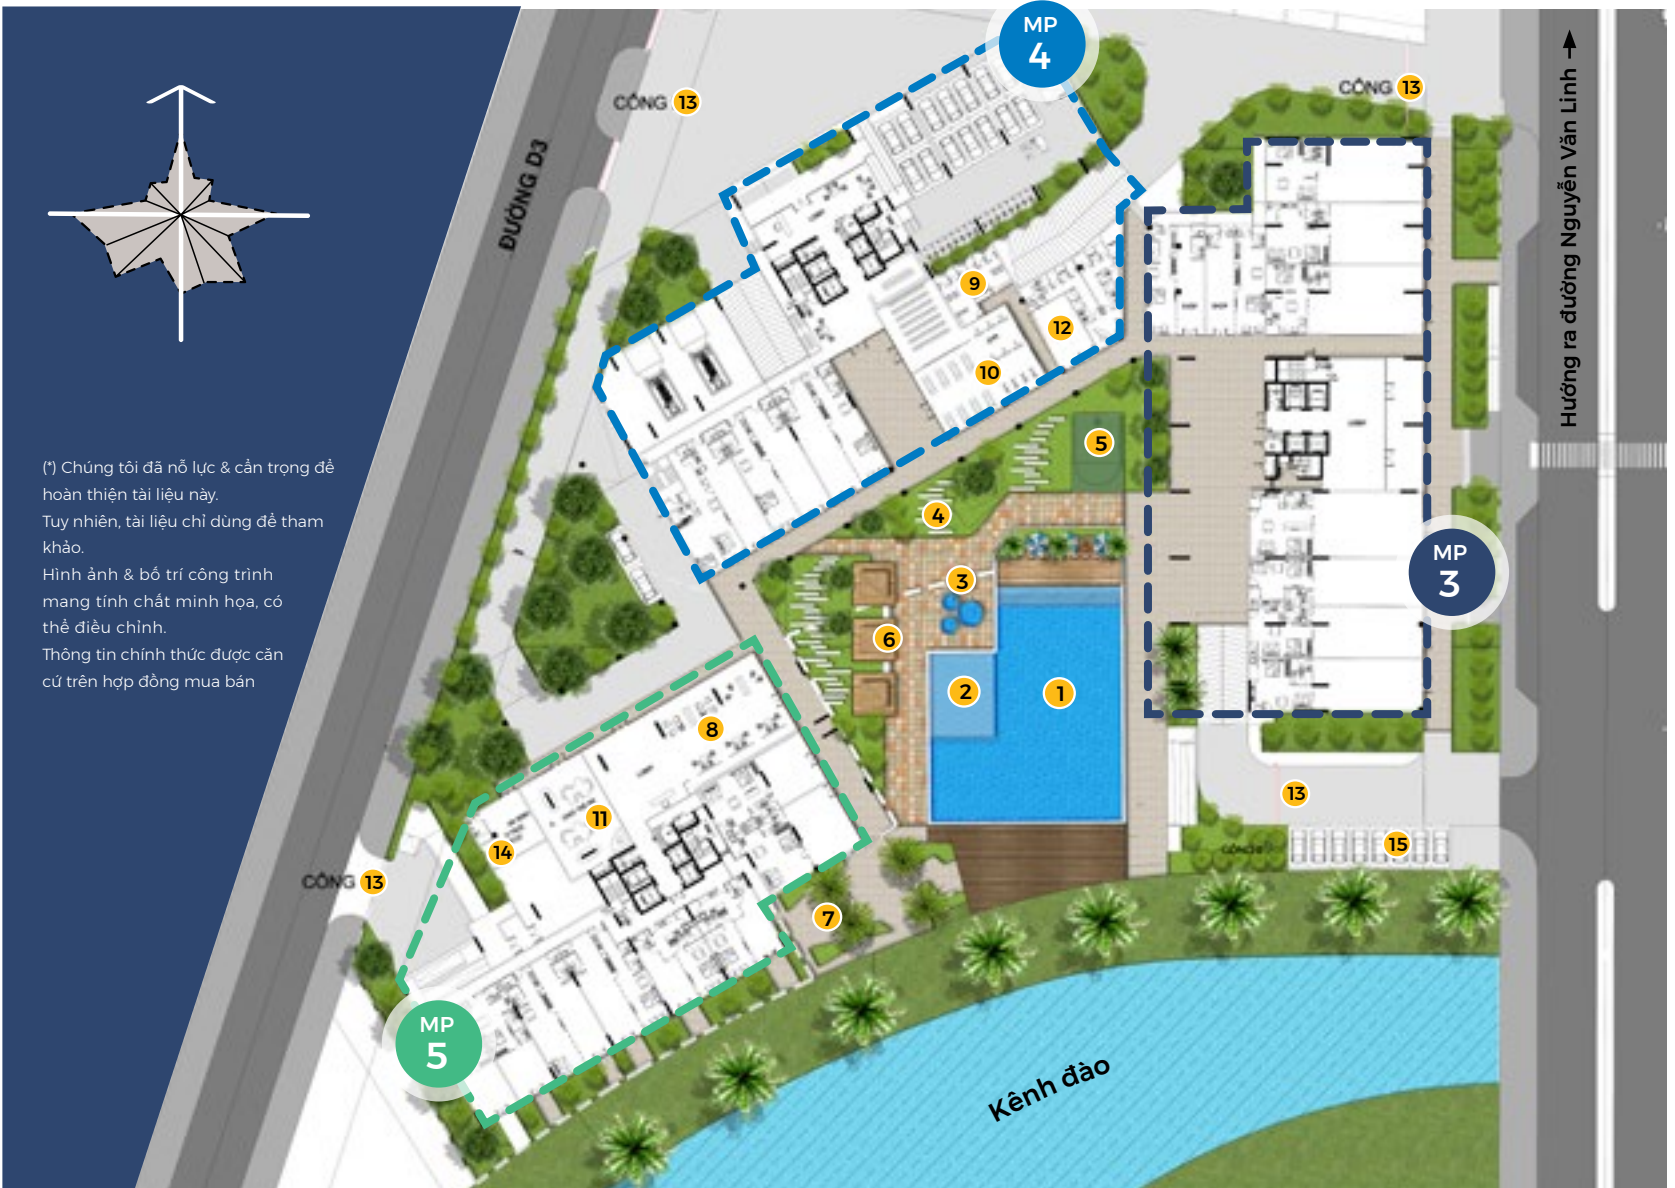 MP
4
CỔNG 13
CỔNG 13
ĐƯỜNG D3
Hướng ra đường Nguyễn Văn Linh
9
12
10
5
4
3
6
2
1
MP
3
(*) Chúng tôi đã nỗ lực & cẩn trọng để
hoàn thiện tài liệu này.
Tuy nhiên, tài liệu chỉ dùng để tham
khảo.
Hình ảnh & bố trí công trình
mang tính chất minh họa, có
thể điều chỉnh.
Thông tin chính thức được căn
cứ trên hợp đồng mua bán
8
11
14
13
15
CỔNG 13
7
MP
5
Kênh đào